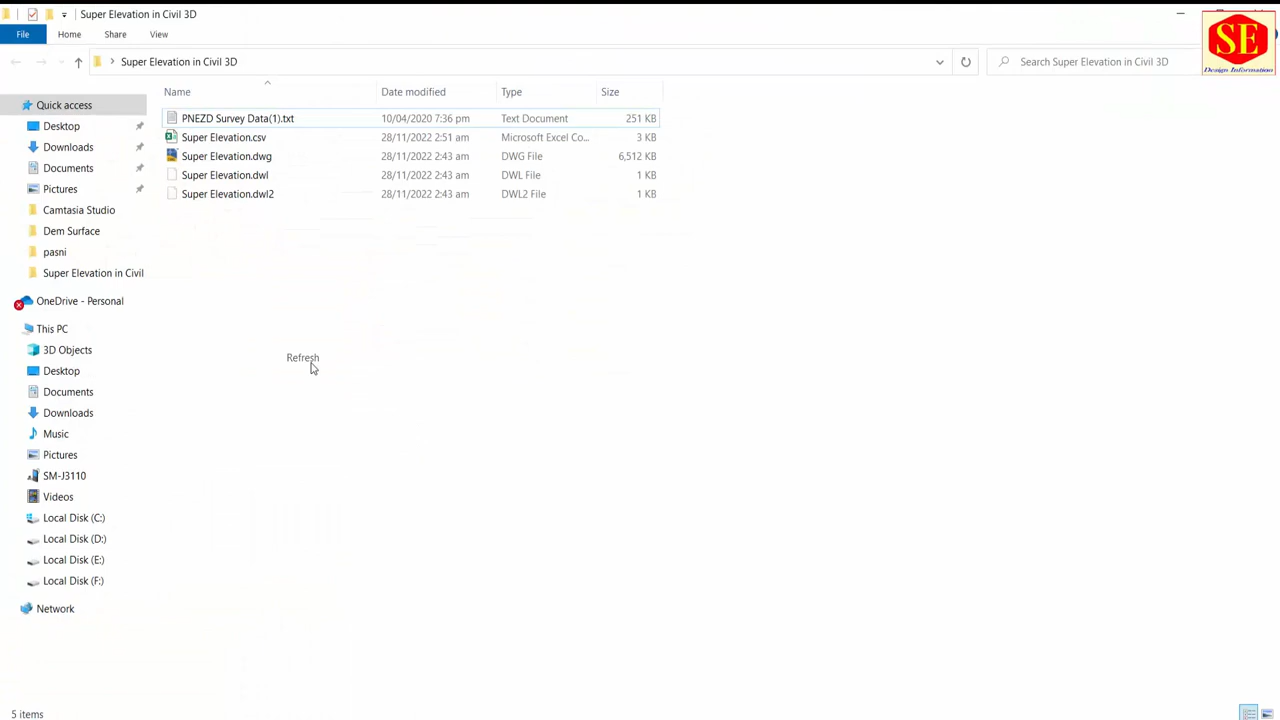 Super Elevation in Civil 3D
File Home Share View
Super Elevation in Civil 3D
Search Super Elevation in Civil 3D
SE
Design Information
Name Date modified Type Size
PNEZD Survey Data(1).txt 10/04/2020 7:36 pm Text Document 251 KB
Super Elevation.csv 28/11/2022 2:51 am Microsoft Excel Co... 3 KB
Super Elevation.dwg 28/11/2022 2:43 am DWG File 6,512 KB
Super Elevation.dwl 28/11/2022 2:43 am DWL File 1 KB
Super Elevation.dwl2 28/11/2022 2:43 am DWL2 File 1 KB
Quick access
Desktop
Downloads
Documents
Pictures
Camtasia Studio
Dem Surface
pasni
Super Elevation in Civil
OneDrive - Personal
This PC
3D Objects
Desktop
Documents
Downloads
Music
Pictures
SM-J3110
Videos
Local Disk (C:)
Local Disk (D:)
Local Disk (E:)
Local Disk (F:)
Network
Refresh
5 items